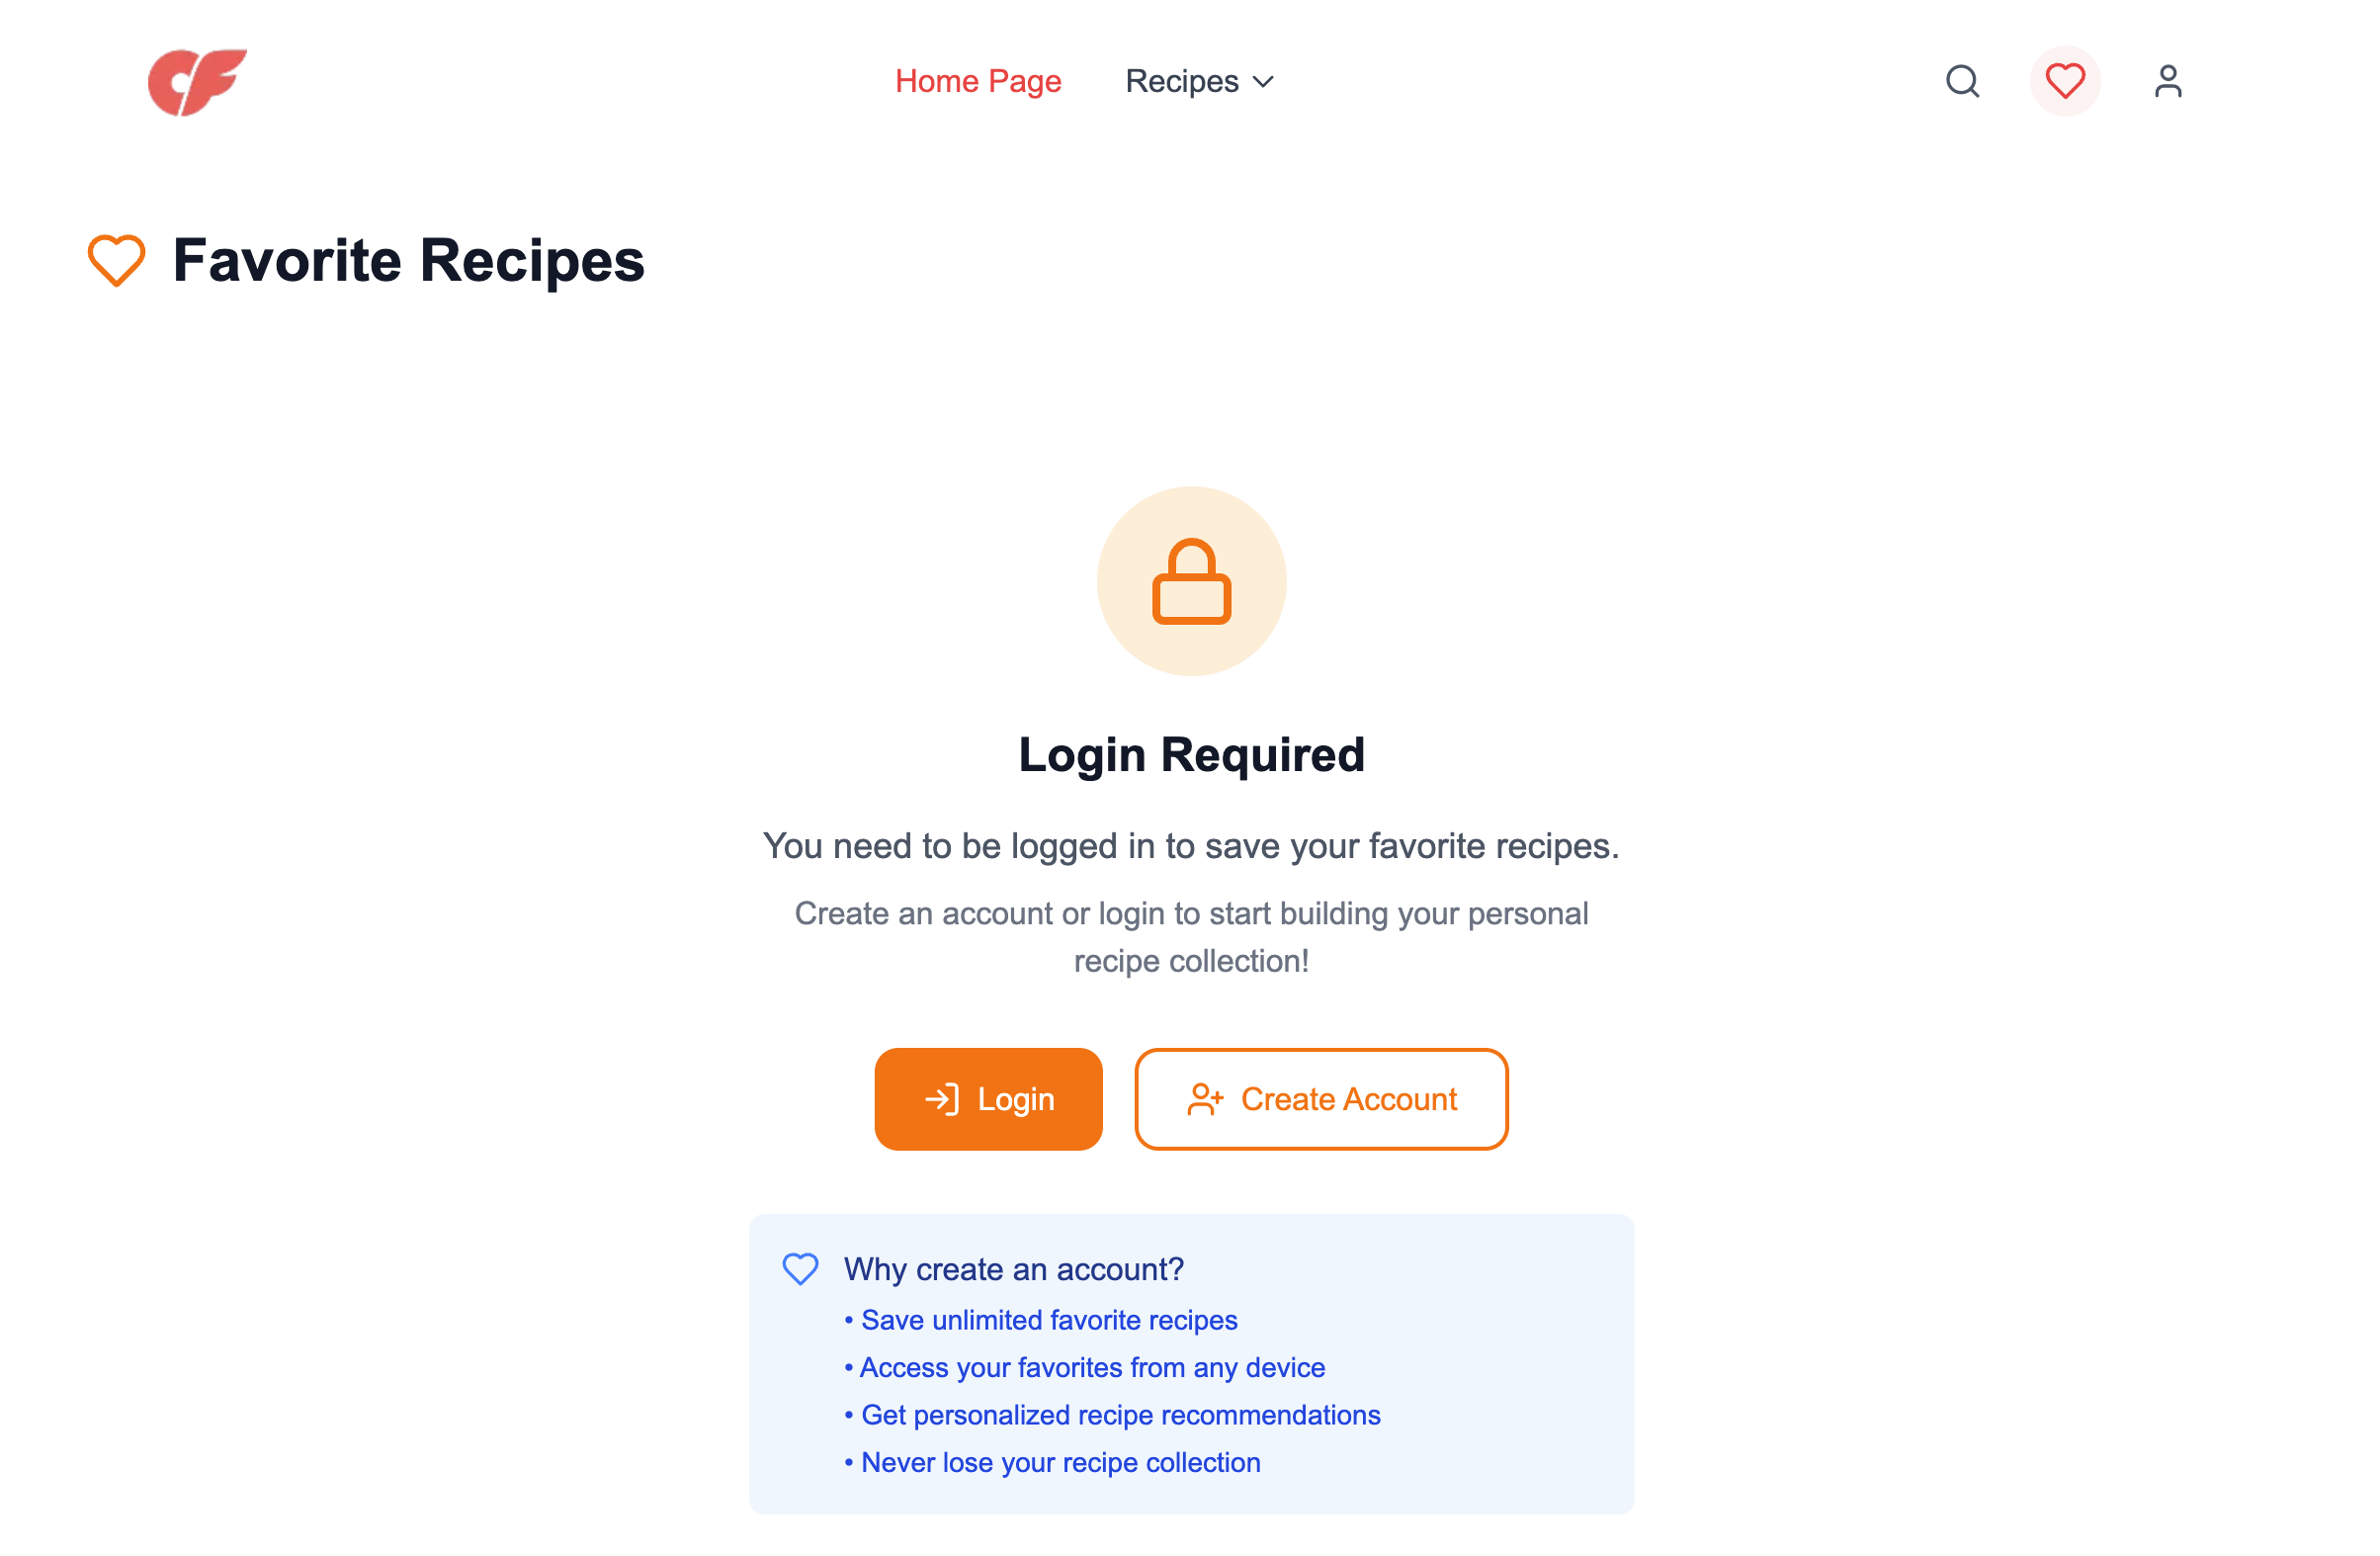 CF
Home Page
Recipes
Favorite Recipes
Login Required
You need to be logged in to save your favorite recipes.
Create an account or login to start building your personal
recipe collection!
Login
Create Account
Why create an account?
• Save unlimited favorite recipes
• Access your favorites from any device
• Get personalized recipe recommendations
• Never lose your recipe collection